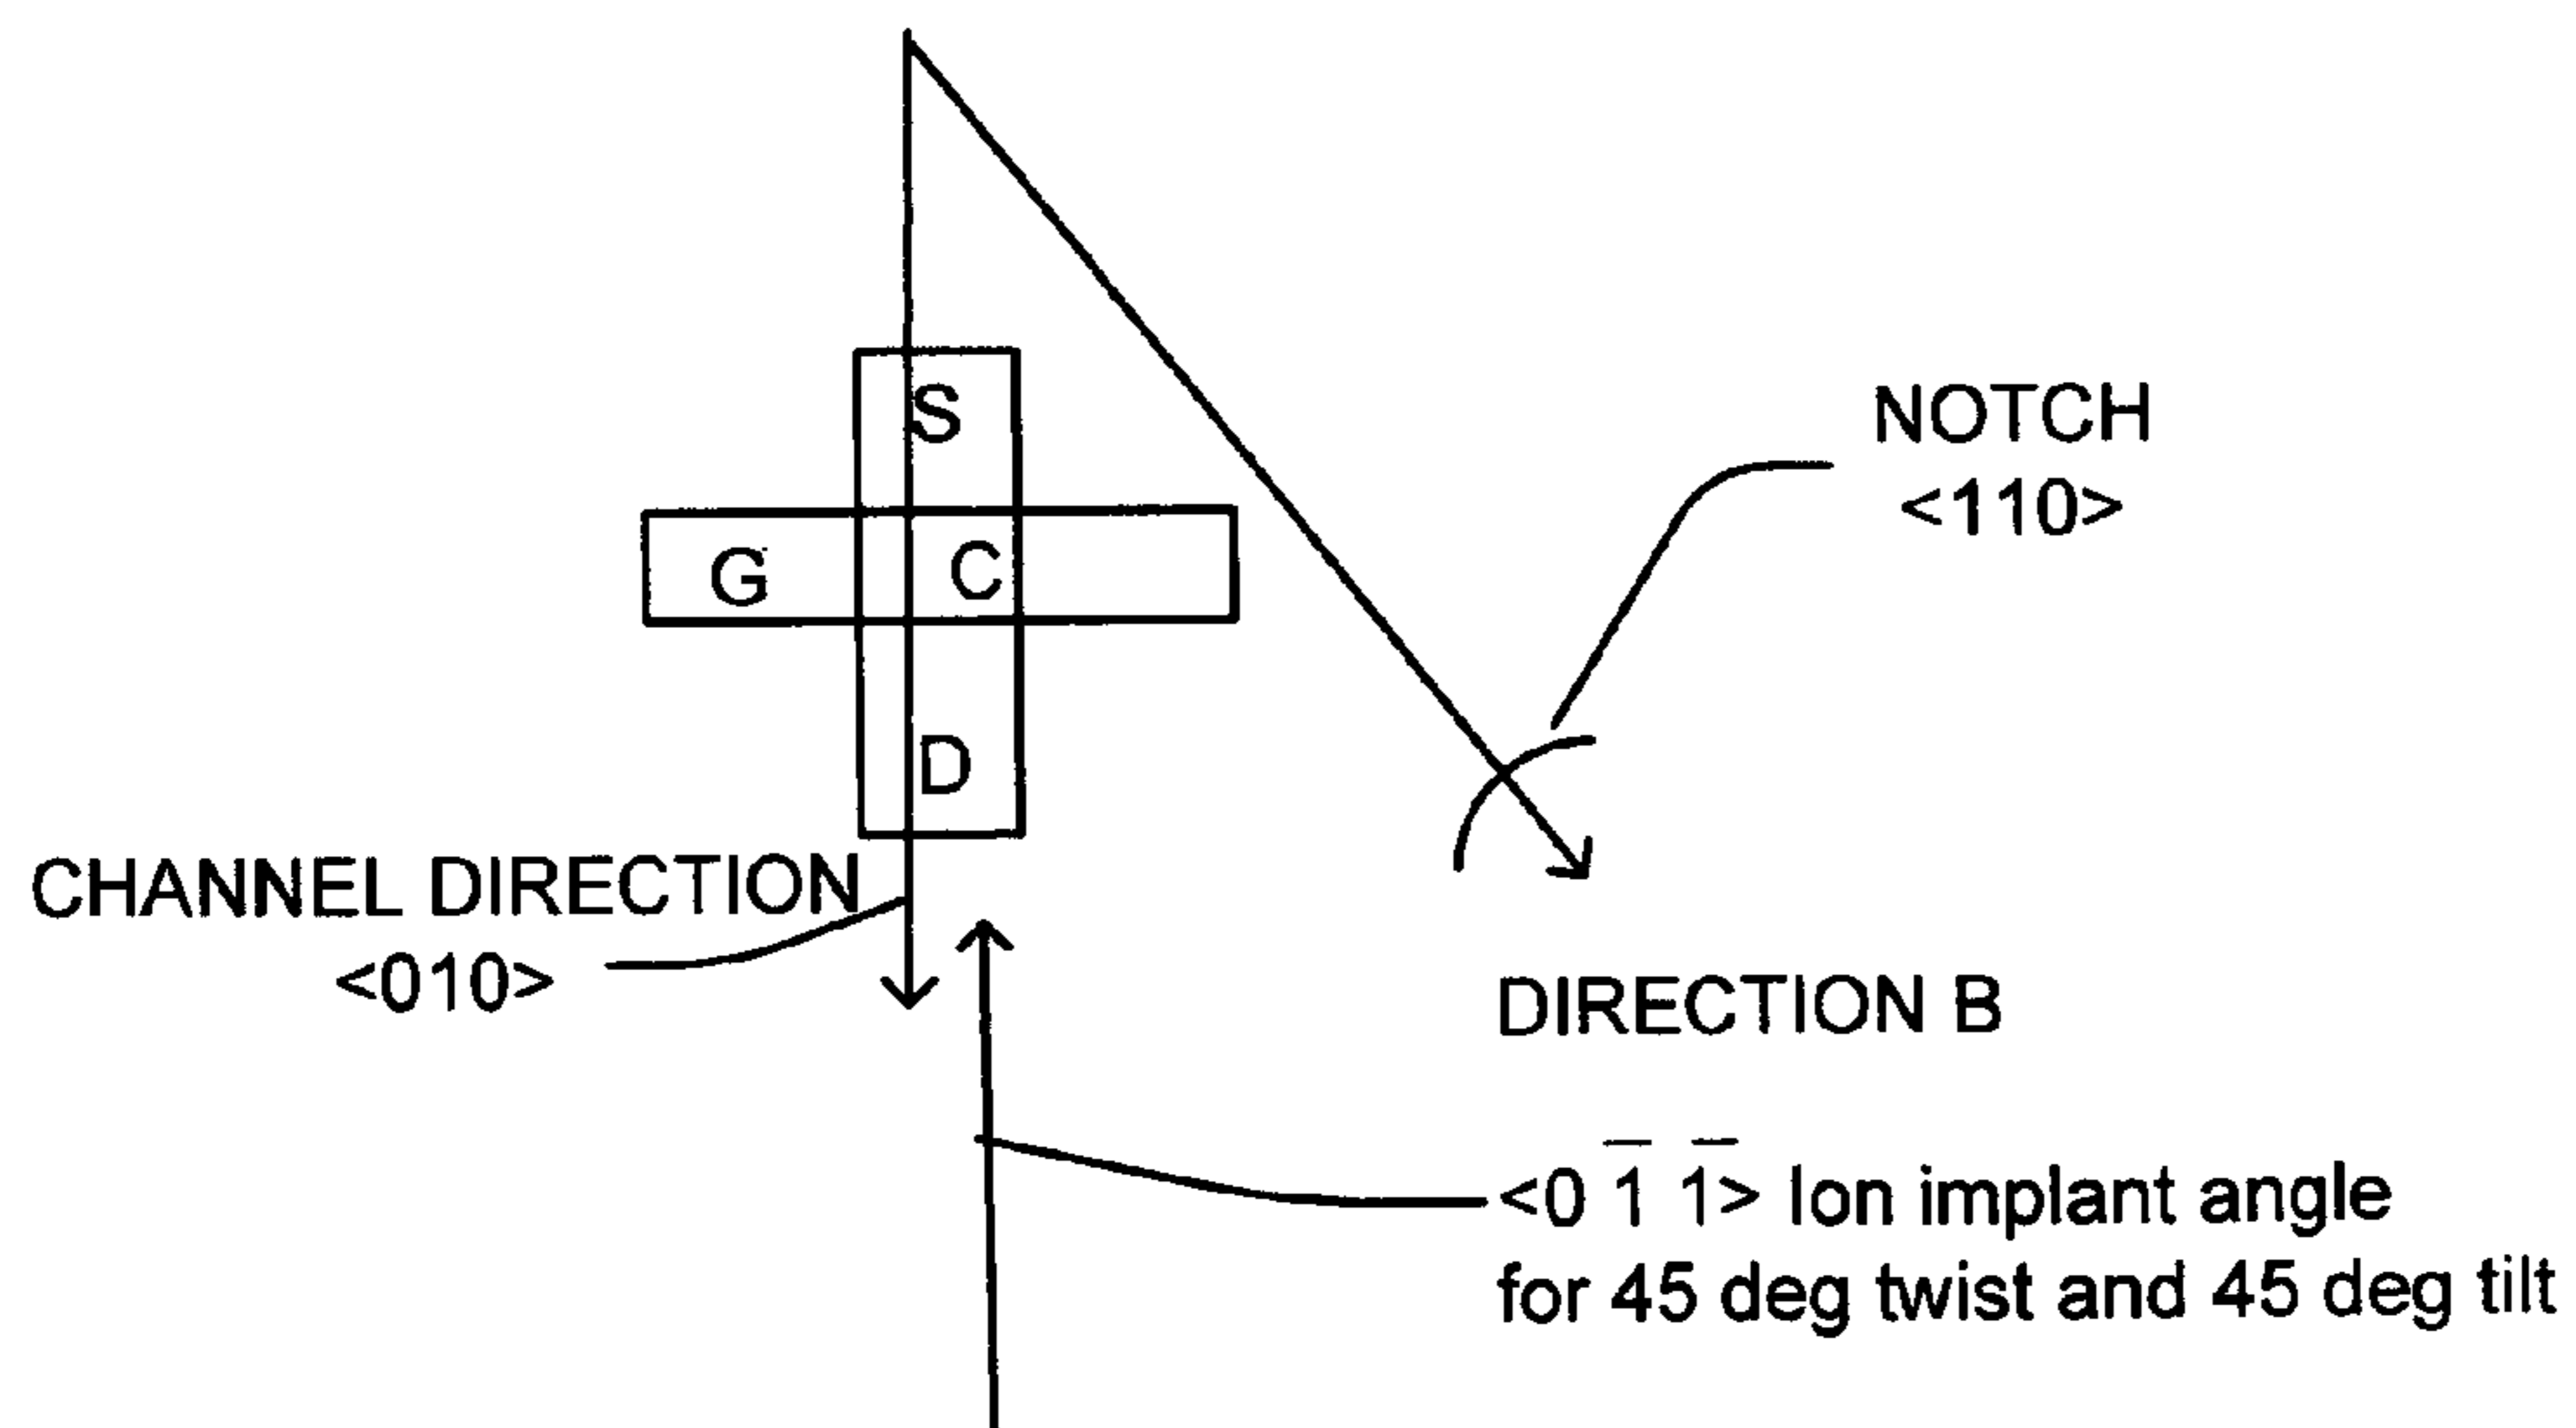 S
NOTCH
<110>
G
C
D
CHANNEL DIRECTION
<010>
DIRECTION B
<0 1̅ 1̅> Ion implant angle
for 45 deg twist and 45 deg tilt